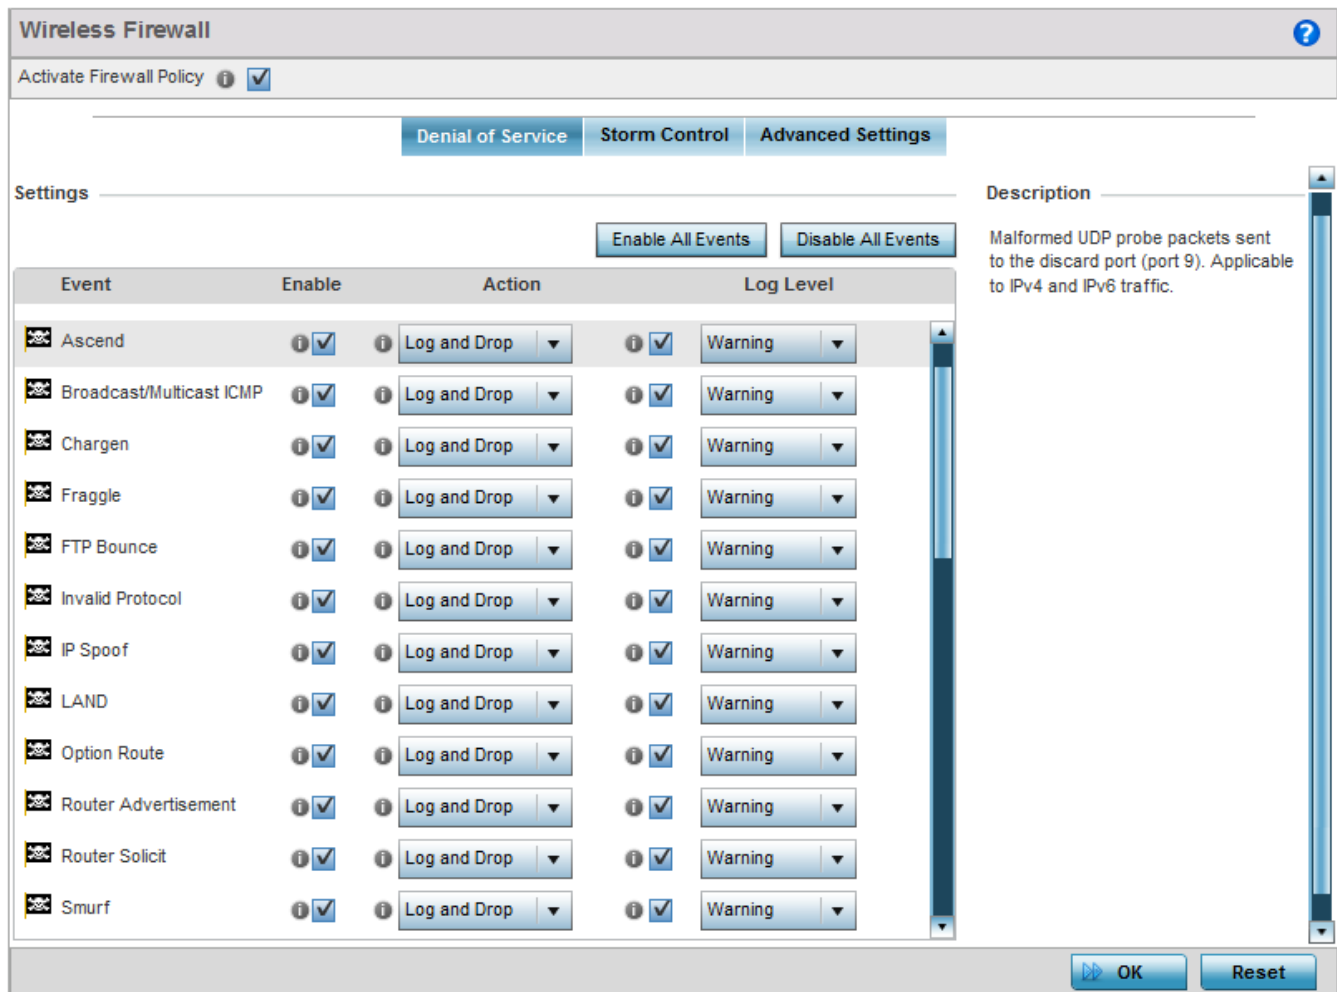 Wireless Firewall
Activate Firewall Policy
Denial of Service Storm Control Advanced Settings
Settings
Enable All Events Disable All Events
Event Enable Action Log Level
Ascend Log and Drop Warning
Broadcast/Multicast ICMP Log and Drop Warning
Chargen Log and Drop Warning
Fraggle Log and Drop Warning
FTP Bounce Log and Drop Warning
Invalid Protocol Log and Drop Warning
IP Spoof Log and Drop Warning
LAND Log and Drop Warning
Option Route Log and Drop Warning
Router Advertisement Log and Drop Warning
Router Solicit Log and Drop Warning
Smurf Log and Drop Warning
Description
Malformed UDP probe packets sent
to the discard port (port 9). Applicable
to IPv4 and IPv6 traffic.
OK Reset